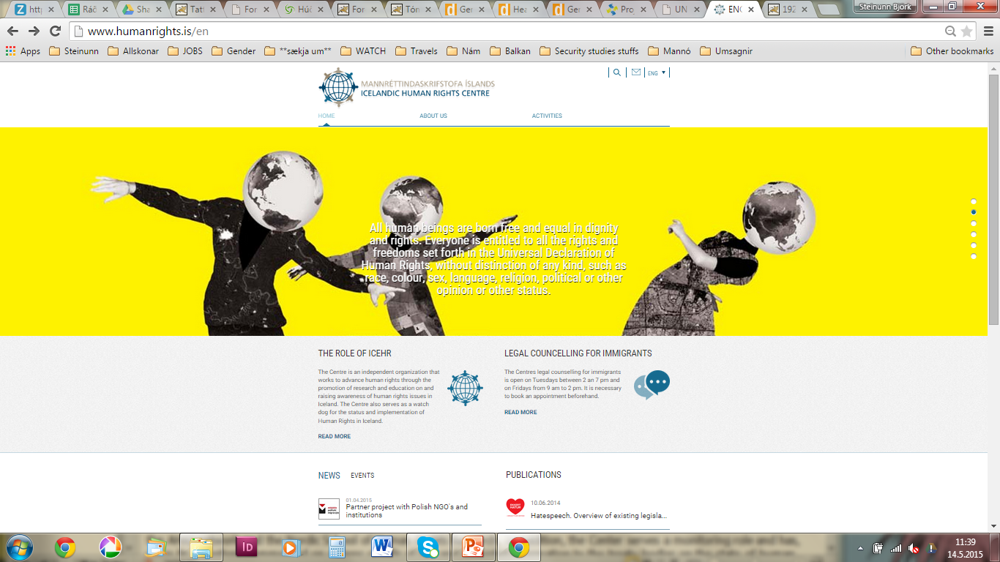 http
Ráð
Sha
Tatt
For
Húc
For
Tóm
Ger
Hea
Ger
Proj
UN
ENG
192
Steinunn Björk
www.humanrights.is/en
Apps Steinunn Allskonar JOBS Gender **sækja um** WATCH Travels Nám Balkan Security studies stuffs Mannó Umsagnir Other bookmarks
MANNRÉTTINDASKRIFSTOFA ÍSLANDS
ICELANDIC HUMAN RIGHTS CENTRE
ENG
HOME ABOUT US ACTIVITIES
All human beings are born free and equal in dignity
and rights. Everyone is entitled to all the rights and
freedoms set forth in the Universal Declaration of
Human Rights, without distinction of any kind, such as
race, colour, sex, language, religion, political or other
opinion or other status.
THE ROLE OF ICEHR
The Centre is an independent organization that
works to advance human rights through the
promotion of research and education on and
raising awareness of human rights issues in
Iceland. The Centre also serves as a watch
dog for the status and implementation of
Human Rights in Iceland.
READ MORE
LEGAL COUNCELLING FOR IMMIGRANTS
The Centres legal counselling for immigrants
is open on Tuesdays between 2 an 7 pm and
on Fridays from 9 am to 2 pm. It is necessary
to book an appointment beforehand.
READ MORE
NEWS EVENTS
01.04.2015
Partner project with Polish NGO's and
institutions
PUBLICATIONS
10.06.2014
Hatespeech. Overview of existing legisla...
11:39
14.5.2015